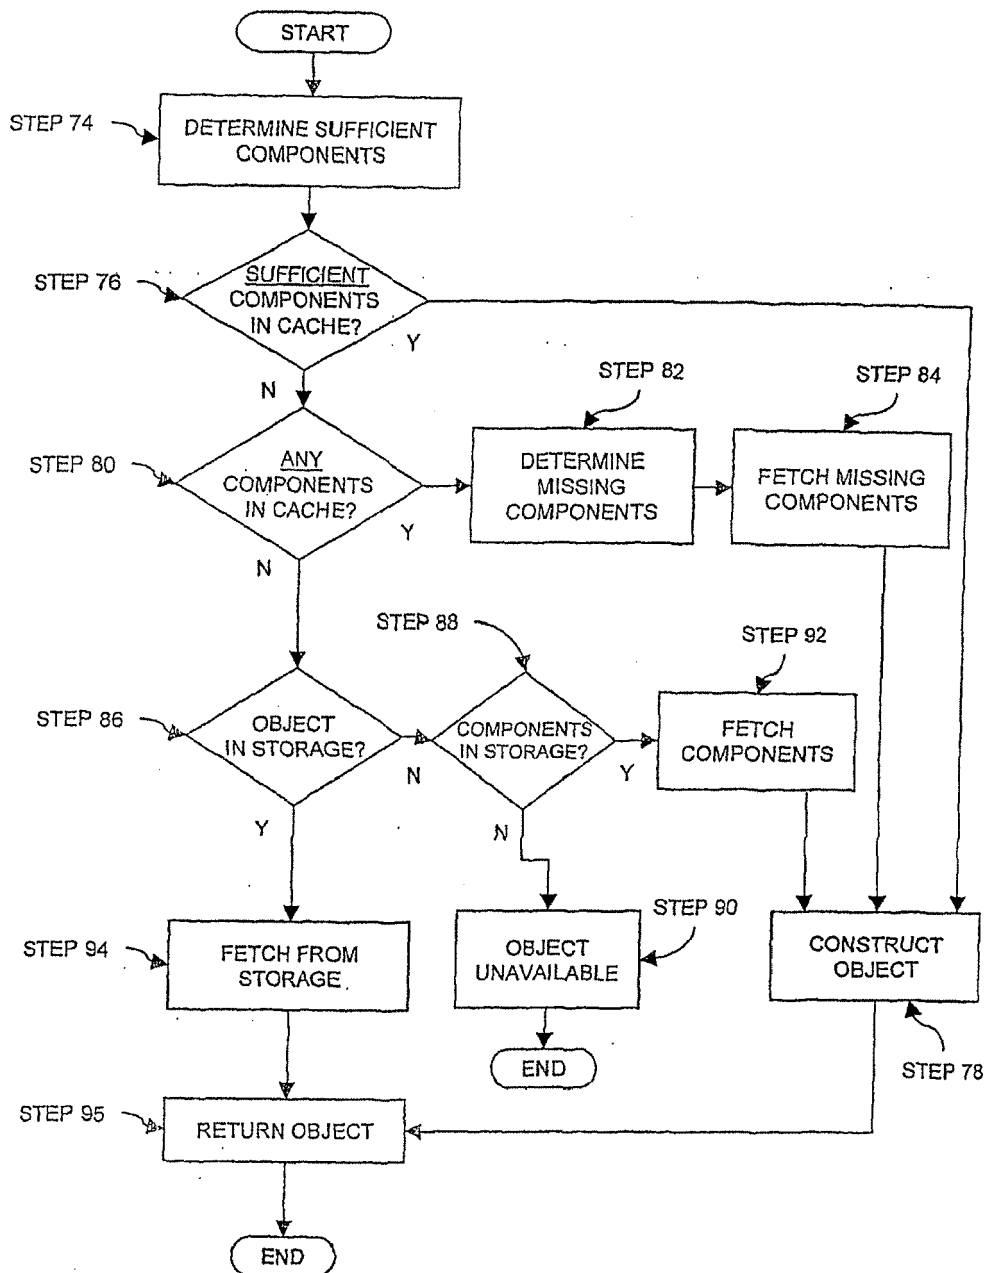 START
STEP 74
DETERMINE SUFFICIENT
COMPONENTS
STEP 76
SUFFICIENT
COMPONENTS
IN CACHE?
Y
N
STEP 82
STEP 84
STEP 80
ANY
COMPONENTS
IN CACHE?
Y
N
DETERMINE
MISSING
COMPONENTS
FETCH MISSING
COMPONENTS
STEP 88
STEP 92
STEP 86
OBJECT
IN STORAGE?
N
Y
COMPONENTS
IN STORAGE?
Y
N
FETCH
COMPONENTS
STEP 94
FETCH FROM
STORAGE
STEP 90
OBJECT
UNAVAILABLE
CONSTRUCT
OBJECT
END
STEP 78
STEP 95
RETURN OBJECT
END